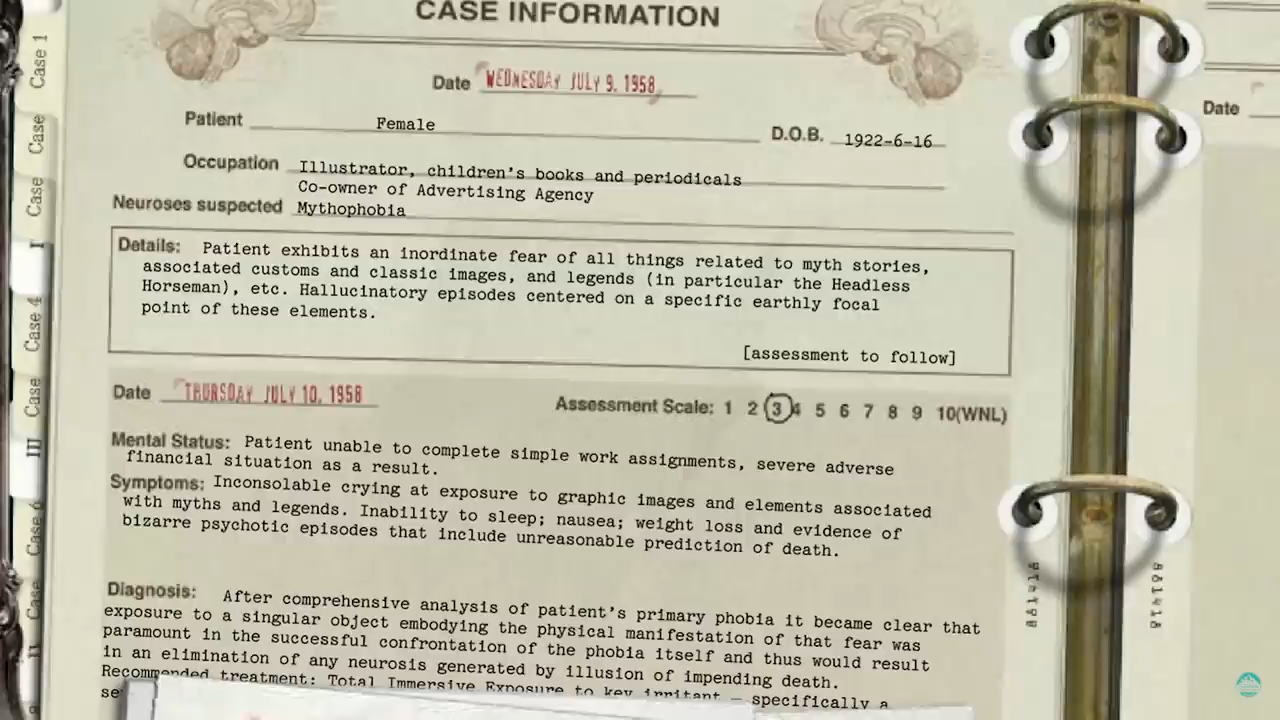 CASE INFORMATION
Date WEDNESDAY JULY 9, 1958
Patient Female D.O.B. 1922-6-16
Occupation Illustrator, children's books and periodicals
Co-owner of Advertising Agency
Neuroses suspected Mythophobia
Details: Patient exhibits an inordinate fear of all things related to myth stories,
associated customs and classic images, and legends (in particular the Headless
Horseman), etc. Hallucinatory episodes centered on a specific earthly focal
point of these elements.
[assessment to follow]
Date THURSDAY JULY 10, 1958
Assessment Scale: 1 2 3 4 5 6 7 8 9 10(WNL)
Mental Status: Patient unable to complete simple work assignments, severe adverse
financial situation as a result.
Symptoms: Inconsolable crying at exposure to graphic images and elements associated
with myths and legends. Inability to sleep; nausea; weight loss and evidence of
bizarre psychotic episodes that include unreasonable prediction of death.
Diagnosis: After comprehensive analysis of patient's primary phobia it became clear that
exposure to a singular object embodying the physical manifestation of that fear was
paramount in the successful confrontation of the phobia itself and thus would result
in an elimination of any neurosis generated by illusion of impending death.
Recommended treatment: Total Immersive Exposure to key irritant — specifically a
Case 1
Case
Case
I
Case 4
Case
III
Case 6
Case
II
Date